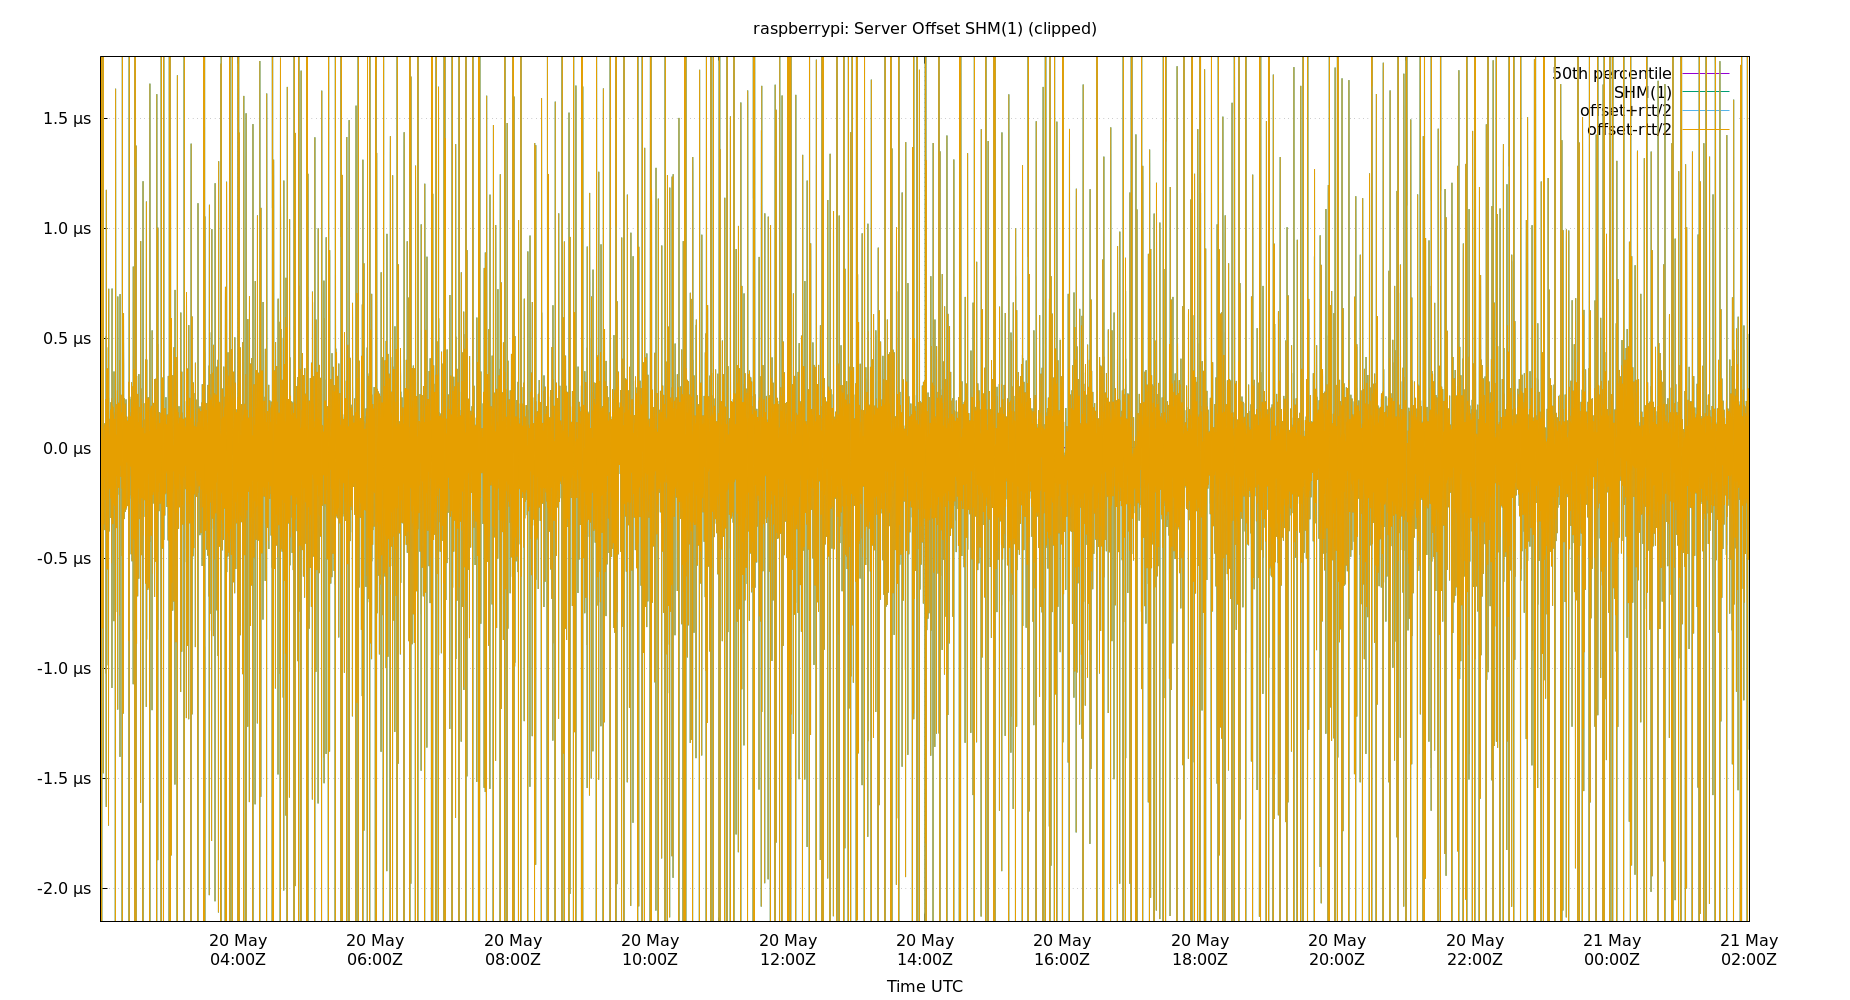 raspberrypi: Server Offset SHM(1) (clipped)
50th percentile
SHM(1)
offset+rtt/2
offset-rtt/2
1.5 µs
1.0 µs
0.5 µs
0.0 µs
-0.5 µs
-1.0 µs
-1.5 µs
-2.0 µs
20 May 20 May 20 May 20 May 20 May 20 May 20 May 20 May 20 May 20 May 21 May 21 May
04:00Z 06:00Z 08:00Z 10:00Z 12:00Z 14:00Z 16:00Z 18:00Z 20:00Z 22:00Z 00:00Z 02:00Z
Time UTC